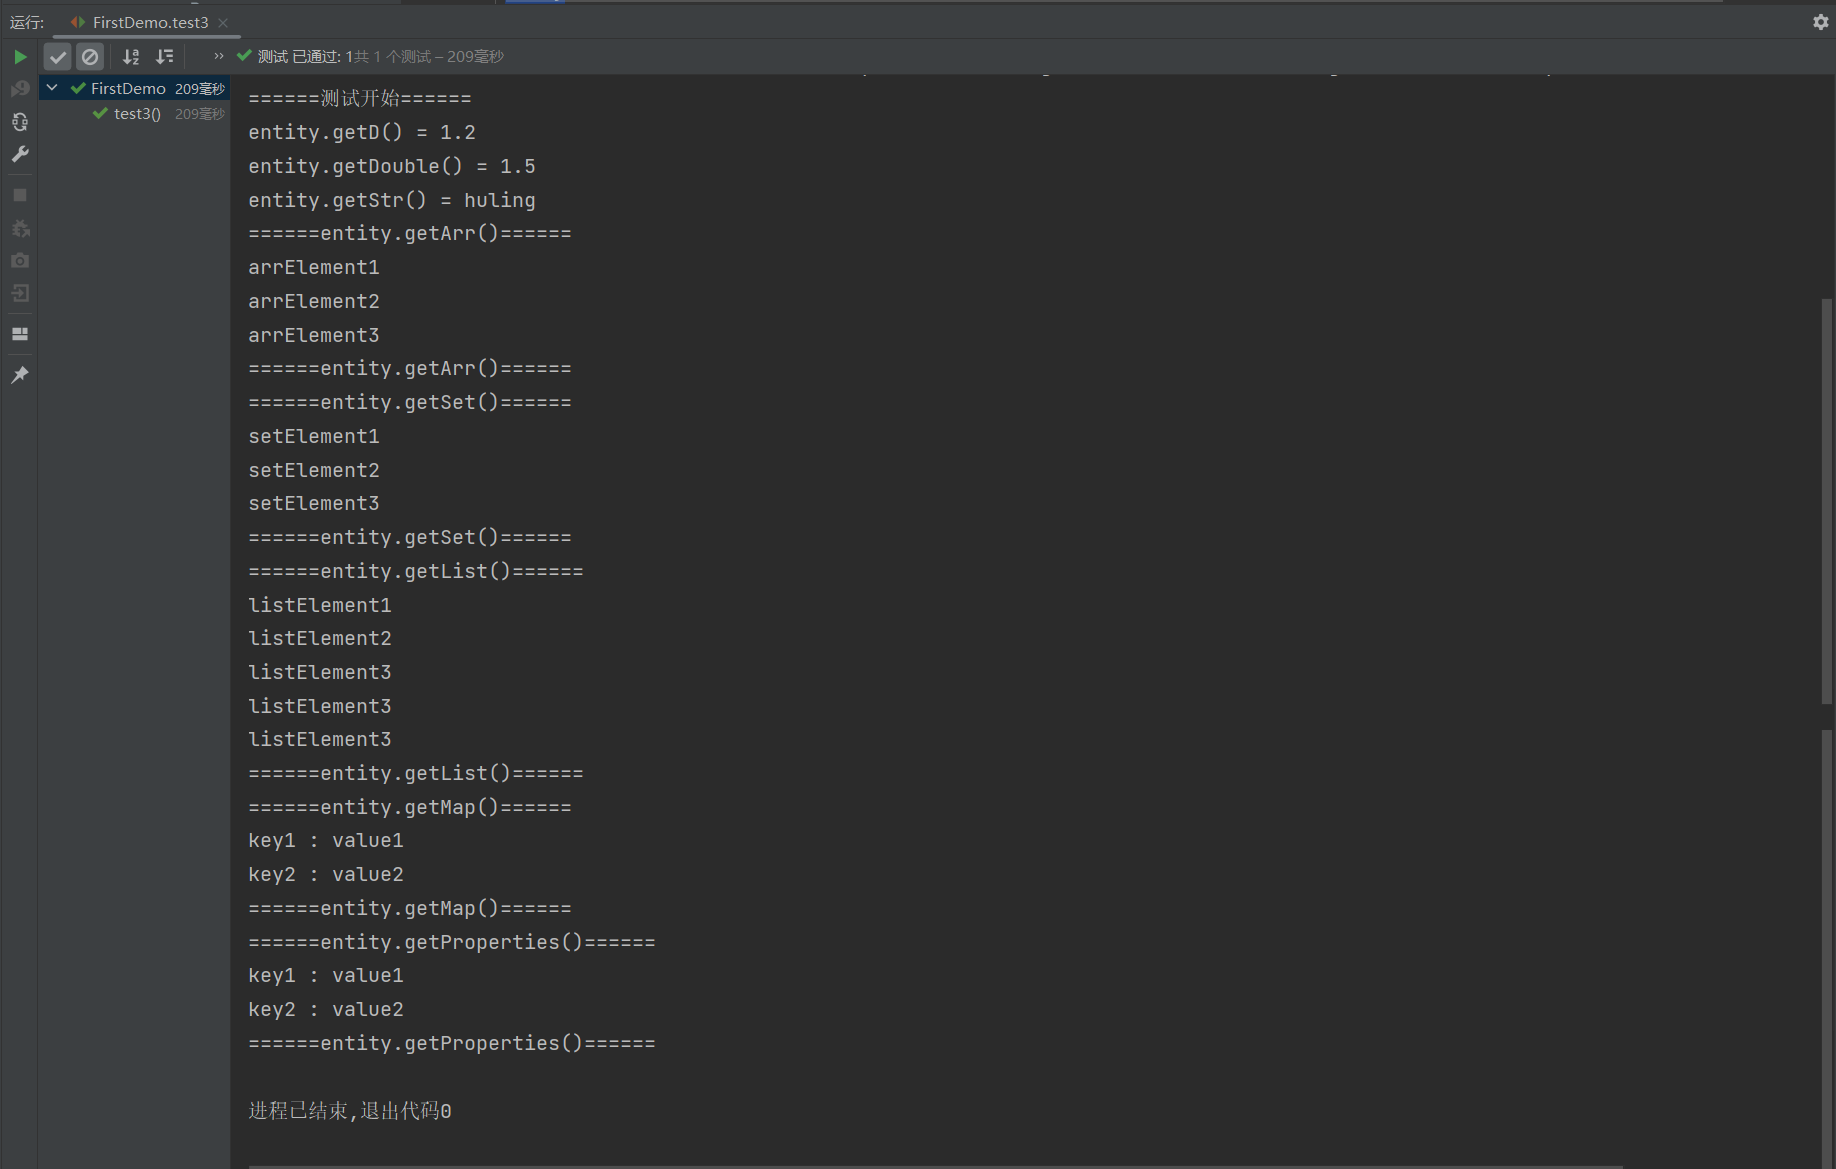 运行: FirstDemo.test3
测试 已通过: 1共 1 个测试 – 209毫秒
FirstDemo 209毫秒
test3() 209毫秒
======测试开始======
entity.getD() = 1.2
entity.getDouble() = 1.5
entity.getStr() = huling
======entity.getArr()======
arrElement1
arrElement2
arrElement3
======entity.getArr()======
======entity.getSet()======
setElement1
setElement2
setElement3
======entity.getSet()======
======entity.getList()======
listElement1
listElement2
listElement3
listElement3
listElement3
======entity.getList()======
======entity.getMap()======
key1 : value1
key2 : value2
======entity.getMap()======
======entity.getProperties()======
key1 : value1
key2 : value2
======entity.getProperties()======
进程已结束,退出代码0